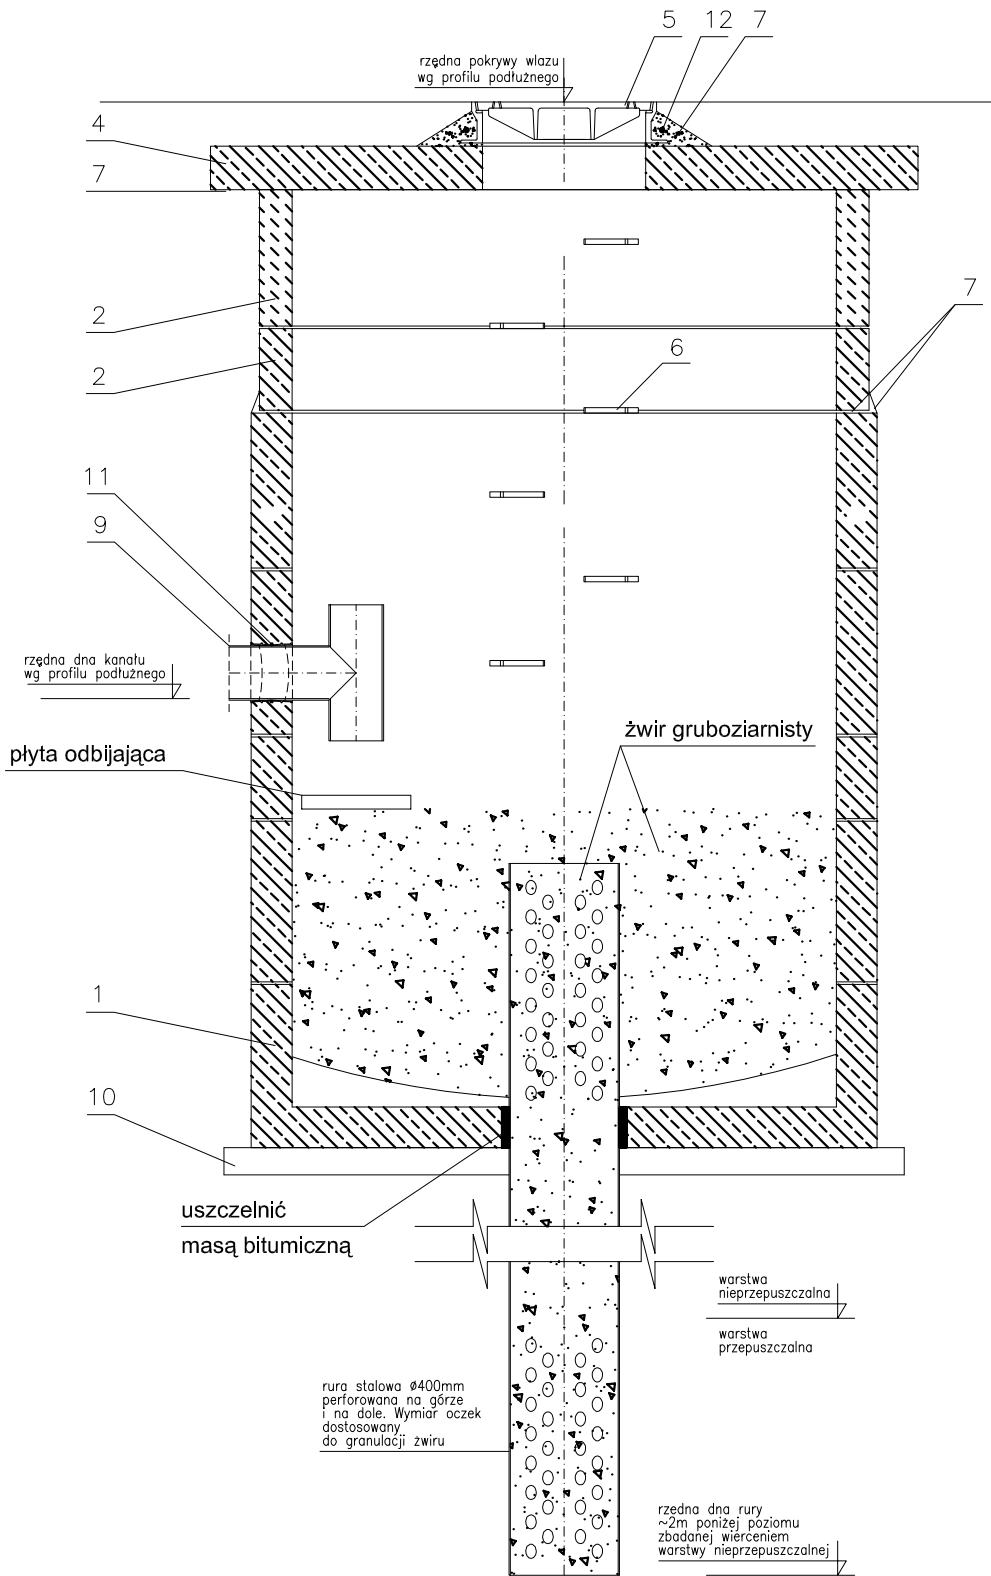 5
12
7
rzędna pokrywy włazu
wg profilu podłużnego
4
7
2
7
6
2
11
9
rzędna dna kanału
wg profilu podłużnego
żwir gruboziarnisty
płyta odbijająca
1
10
uszczelnić
masą bitumiczną
warstwa
nieprzepuszczalna
warstwa
przepuszczalna
rura stalowa ø400mm
perforowana na górze
i na dole. Wymiar oczek
dostosowany
do granulacji żwiru
rzedna dna rury
~2m poniżej poziomu
zbadanej wierceniem
warstwy nieprzepuszczalnej